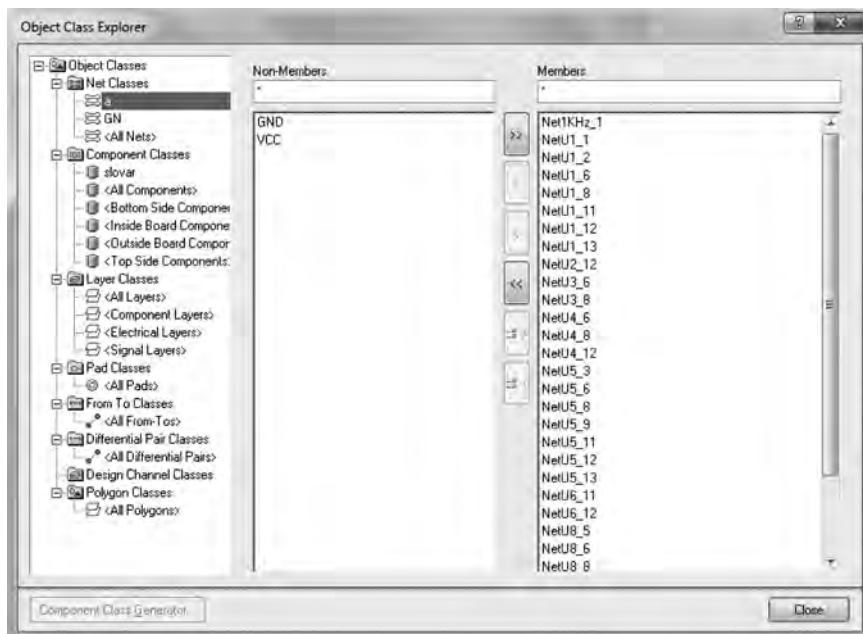 Object Class Explorer
Object Classes
Net Classes
a
GN
<All Nets>
Component Classes
slovar
<All Components>
<Bottom Side Componer
<Inside Board Compone
<Outside Board Compor
<Top Side Components:
Layer Classes
<All Layers>
<Component Layers>
<Electrical Layers>
<Signal Layers>
Pad Classes
<All Pads>
From To Classes
<All From-Tos>
Differential Pair Classes
<All Differential Pairs>
Design Channel Classes
Polygon Classes
<All Polygons>
Non-Members
*
GND
VCC
>>
>
<
<<
Members
*
Net1KHz_1
NetU1_1
NetU1_2
NetU1_6
NetU1_8
NetU1_11
NetU1_12
NetU1_13
NetU2_12
NetU3_6
NetU3_8
NetU4_6
NetU4_8
NetU4_12
NetU5_3
NetU5_6
NetU5_8
NetU5_9
NetU5_11
NetU5_12
NetU5_13
NetU6_11
NetU6_12
NetU8_5
NetU8_6
NetU8_8
Component Class Generator
Close